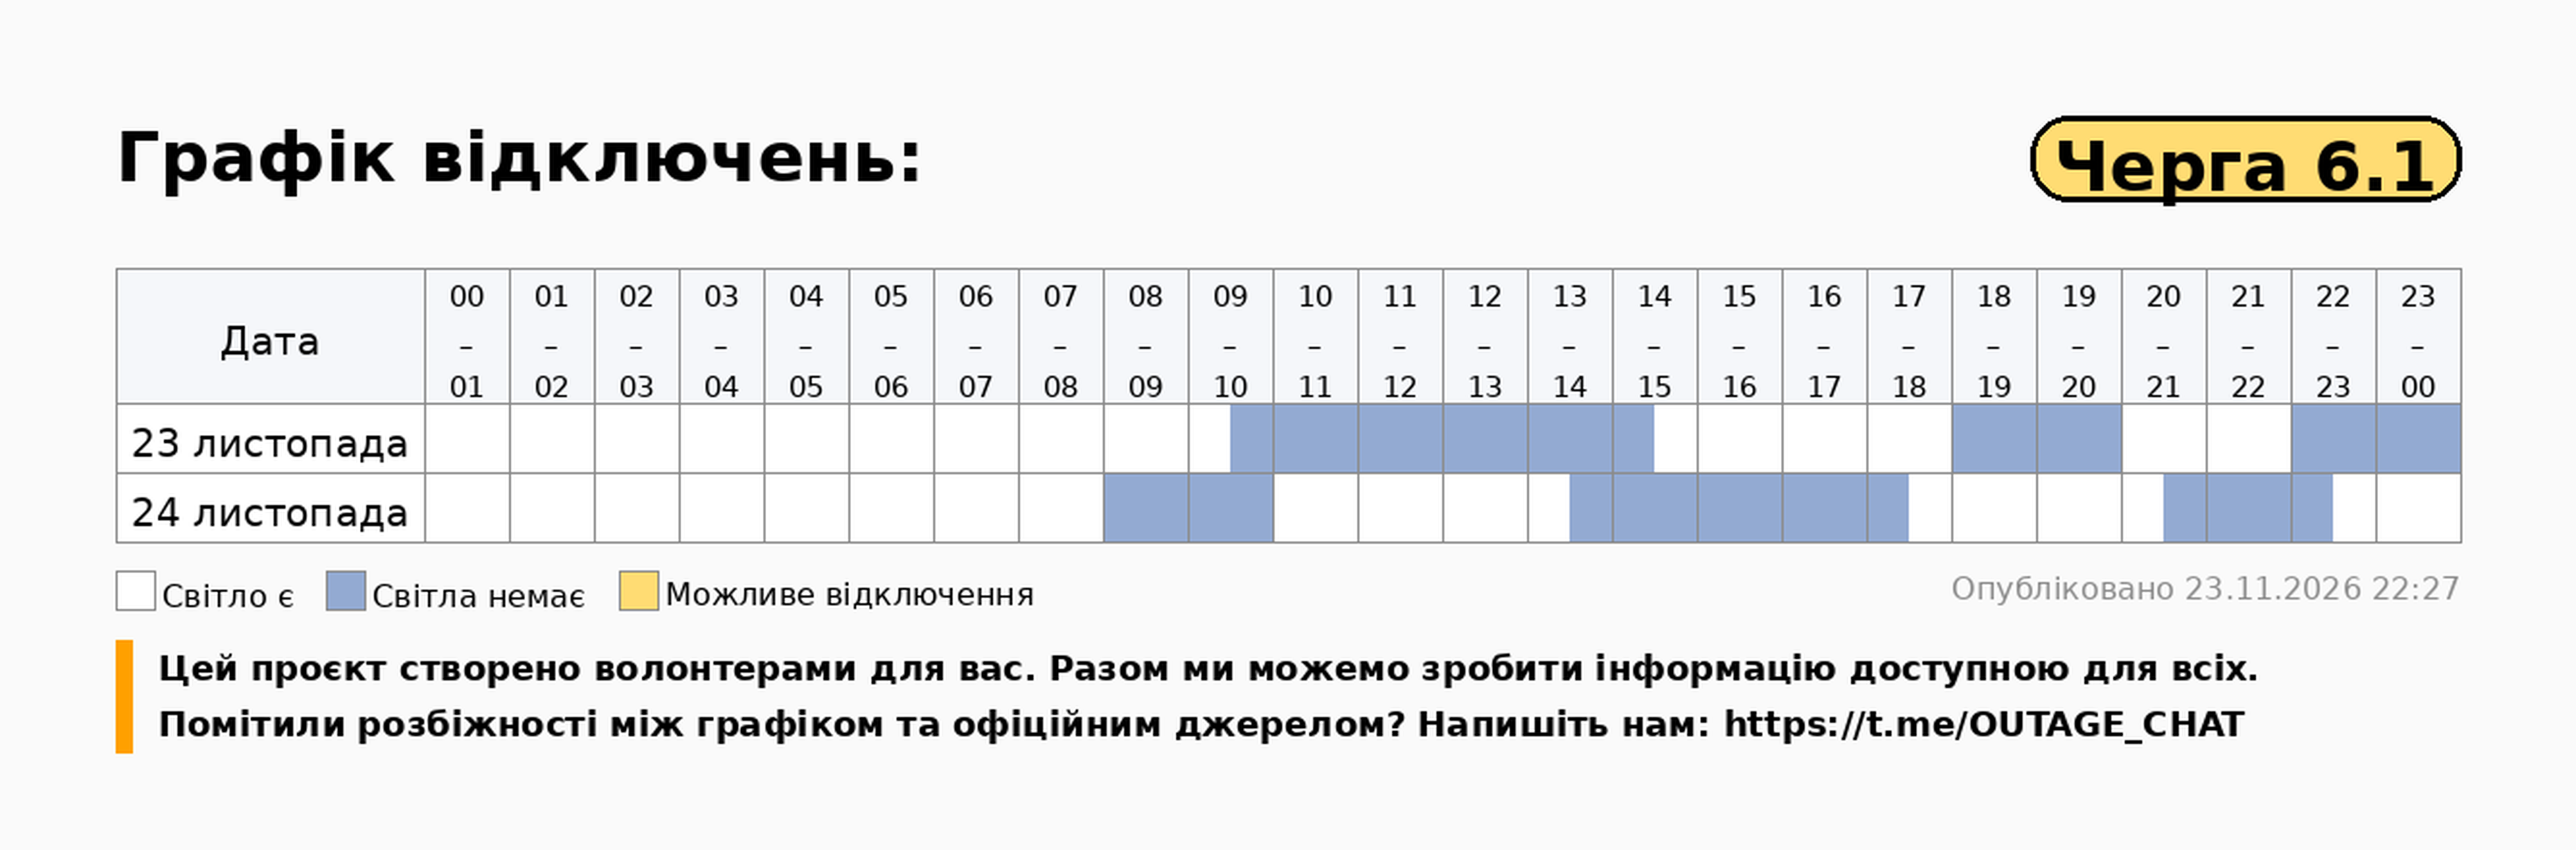 Графік відключень:
Черга 6.1
Дата
00 – 01
01 – 02
02 – 03
03 – 04
04 – 05
05 – 06
06 – 07
07 – 08
08 – 09
09 – 10
10 – 11
11 – 12
12 – 13
13 – 14
14 – 15
15 – 16
16 – 17
17 – 18
18 – 19
19 – 20
20 – 21
21 – 22
22 – 23
23 – 00
23 листопада
24 листопада
Світло є
Світла немає
Можливе відключення
Опубліковано 23.11.2026 22:27
Цей проєкт створено волонтерами для вас. Разом ми можемо зробити інформацію доступною для всіх.
Помітили розбіжності між графіком та офіційним джерелом? Напишіть нам: https://t.me/OUTAGE_CHAT